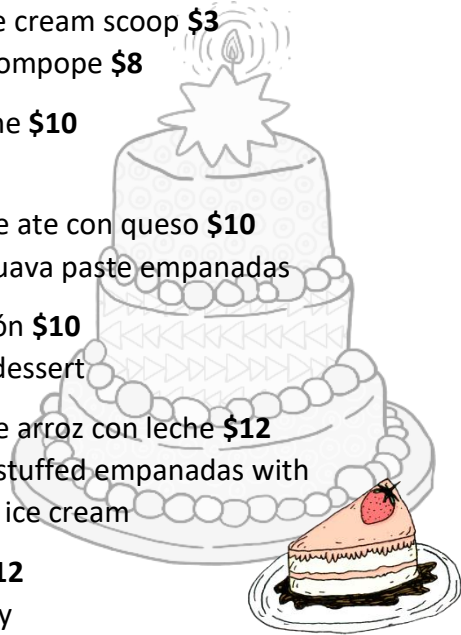 cream scoop $3
ompope $8
$10
ate con queso $10
uava paste empanadas
ón $10
dessert
arroz con leche $12
stuffed empanadas with
ice cream
12
y